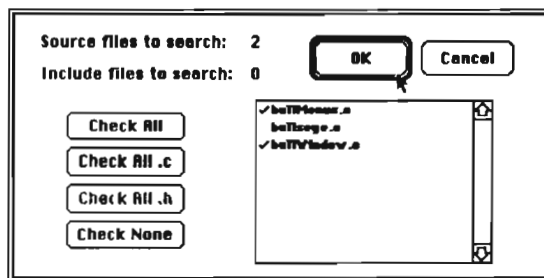 Source files to search: 2
Include files to search: 0
OK
Cancel
Check All
Check All .c
Check All .h
Check None